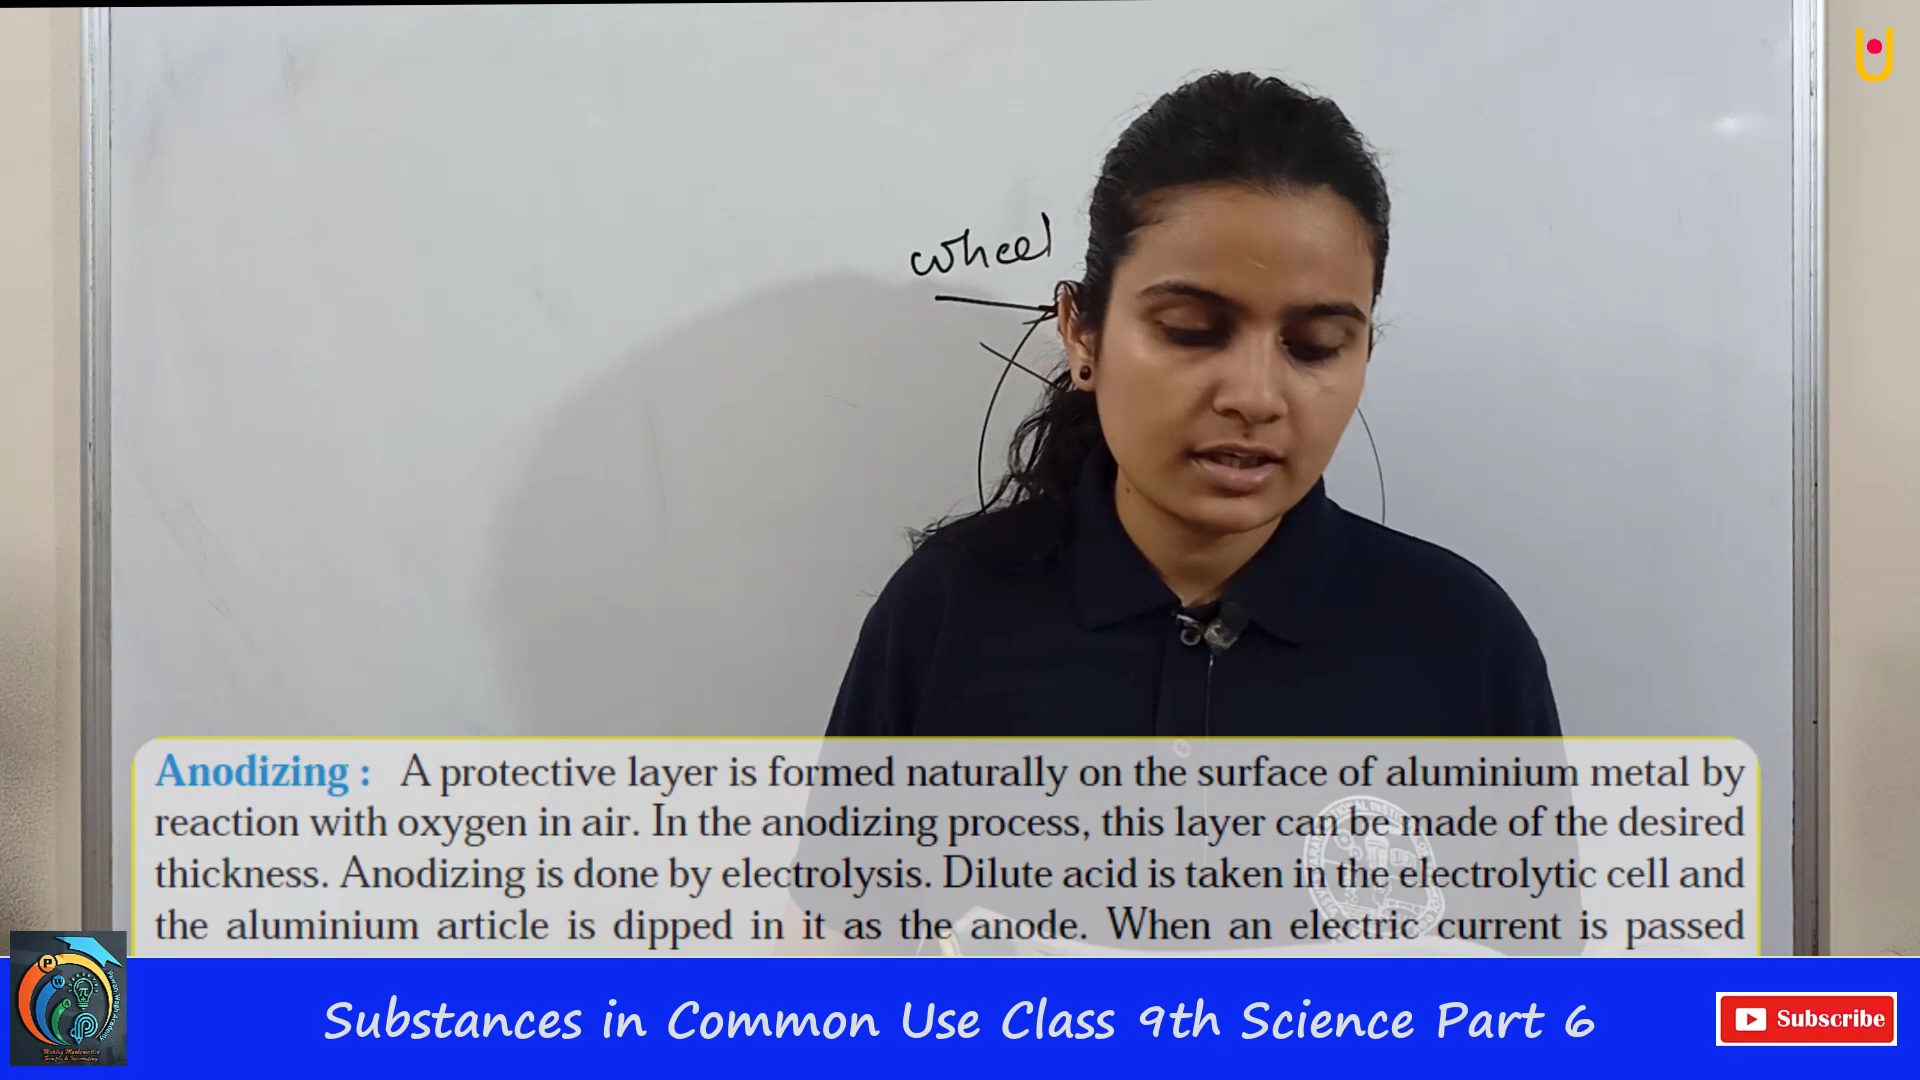 wheel
Anodizing : A protective layer is formed naturally on the surface of aluminium metal by
reaction with oxygen in air. In the anodizing process, this layer can be made of the desired
thickness. Anodizing is done by electrolysis. Dilute acid is taken in the electrolytic cell and
the aluminium article is dipped in it as the anode. When an electric current is passed
Substances in Common Use Class 9th Science Part 6
Subscribe